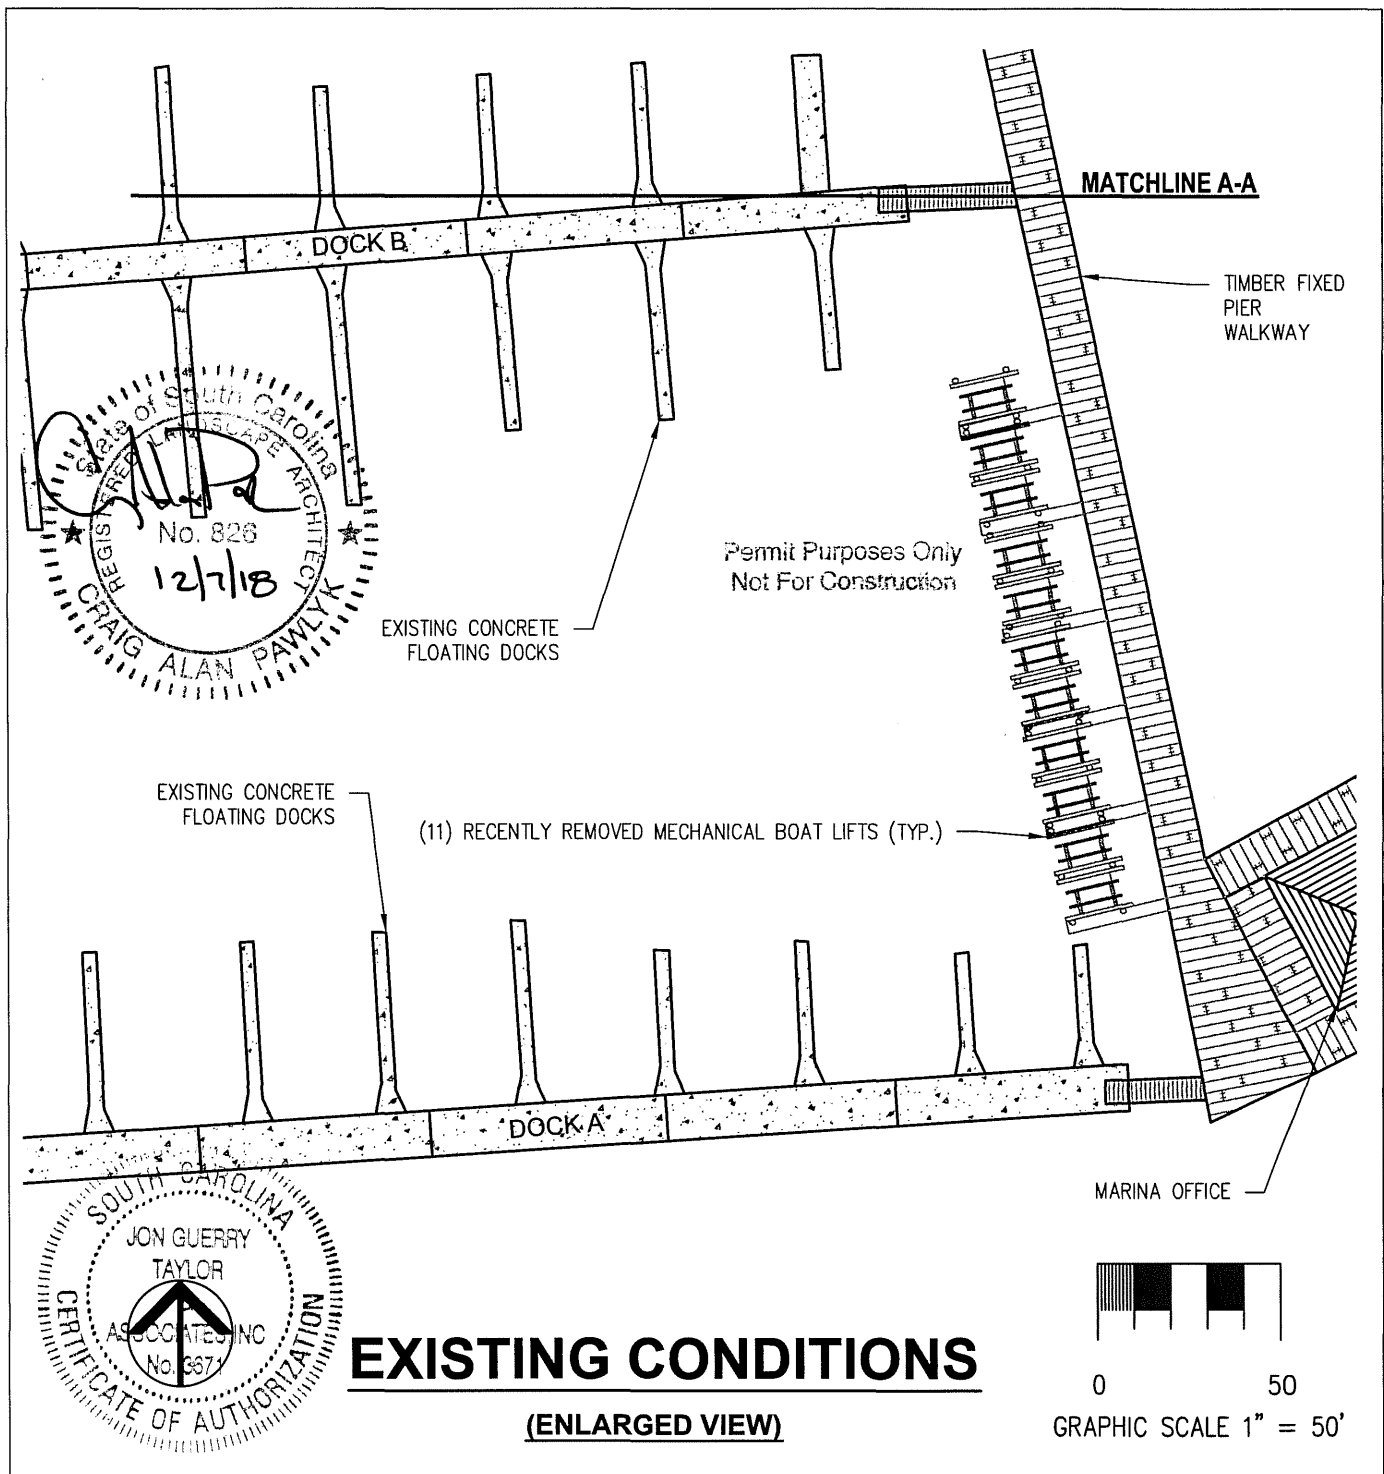 MATCHLINE A-A
DOCK B
TIMBER FIXED
PIER
WALKWAY
State of South Carolina
REGISTERED LANDSCAPE ARCHITECT
No. 826
12/7/18
CRAIG ALAN PAWLYK
Permit Purposes Only
Not For Construction
EXISTING CONCRETE
FLOATING DOCKS
EXISTING CONCRETE
FLOATING DOCKS
(11) RECENTLY REMOVED MECHANICAL BOAT LIFTS (TYP.)
DOCK A
MARINA OFFICE
SOUTH CAROLINA
JON GUERRY
TAYLOR
ASSOCIATES, INC
No. 3671
CERTIFICATE OF AUTHORIZATION
EXISTING CONDITIONS
(ENLARGED VIEW)
0 50
GRAPHIC SCALE 1" = 50'